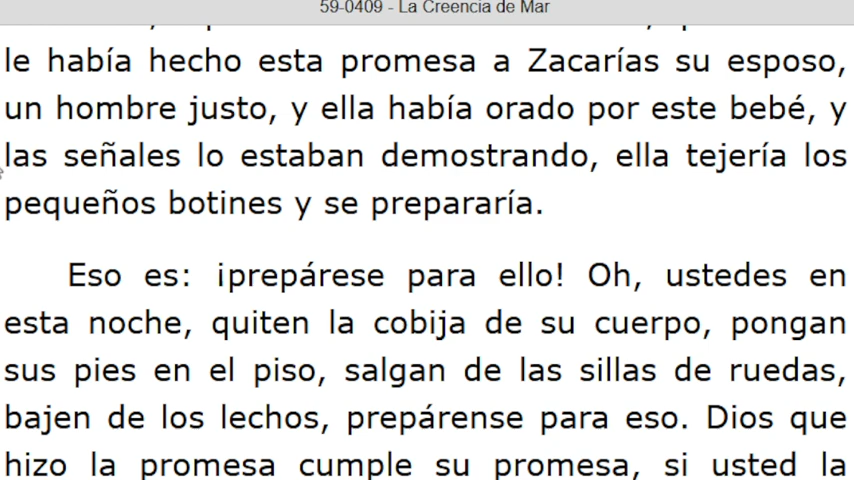 59-0409 - La Creencia de Mar
le había hecho esta promesa a Zacarías su esposo,
un hombre justo, y ella había orado por este bebé, y
las señales lo estaban demostrando, ella tejería los
pequeños botines y se prepararía.
Eso es: ¡prepárese para ello! Oh, ustedes en
esta noche, quiten la cobija de su cuerpo, pongan
sus pies en el piso, salgan de las sillas de ruedas,
bajen de los lechos, prepárense para eso. Dios que
hizo la promesa cumple su promesa, si usted la